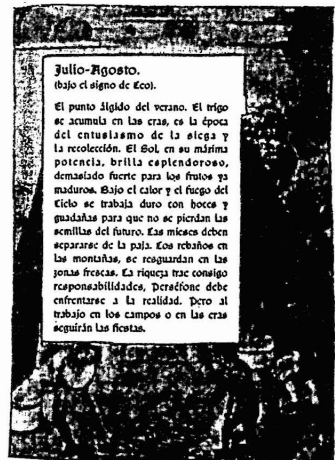 Julio-Agosto.
(bajo el signo de Leo).
El punto álgido del verano. El trigo
se acumula en las eras, es la época
del entusiasmo de la siega y
la recolección. El Sol, en su máxima
potencia, brilla esplendoroso,
demasiado fuerte para los frutos ya
maduros. Bajo el calor y el fuego del
Cielo se trabaja duro con hoces y
guadañas para que no se pierdan las
semillas del futuro. Las mieses deben
separarse de la paja. Los rebaños en
las montañas, se resguardan en las
zonas frescas. La riqueza trae consigo
responsabilidades, Perséfone debe
enfrentarse a la realidad. Pero al
trabajo en los campos o en las eras
seguirán las fiestas.